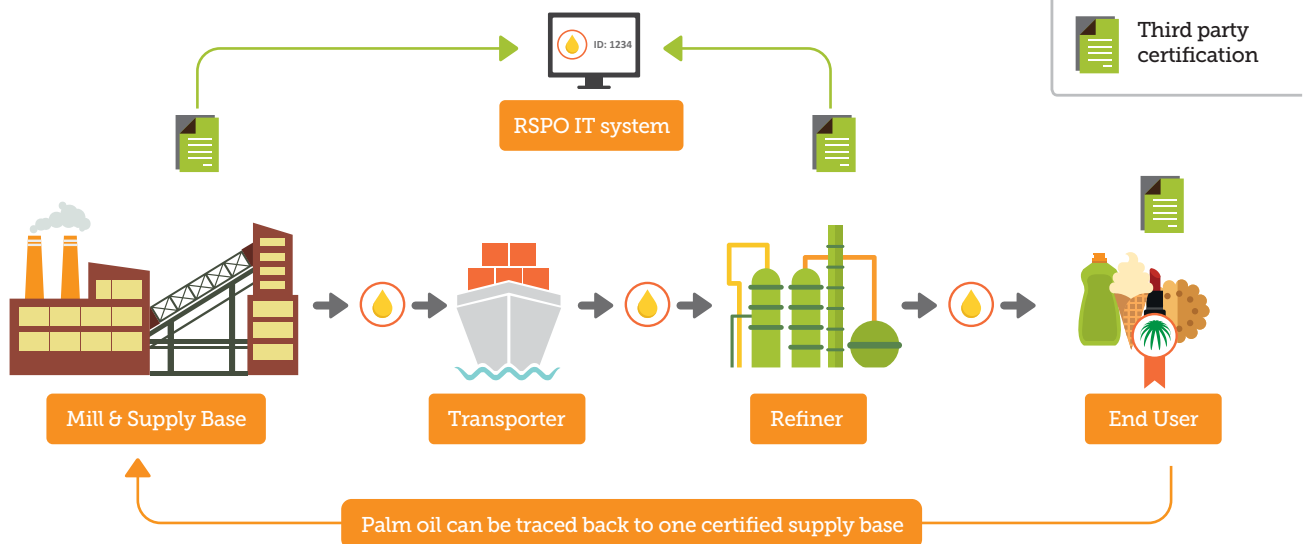 ID: 1234
Third party
certification
RSPO IT system
Mill & Supply Base
Transporter
Refiner
End User
Palm oil can be traced back to one certified supply base